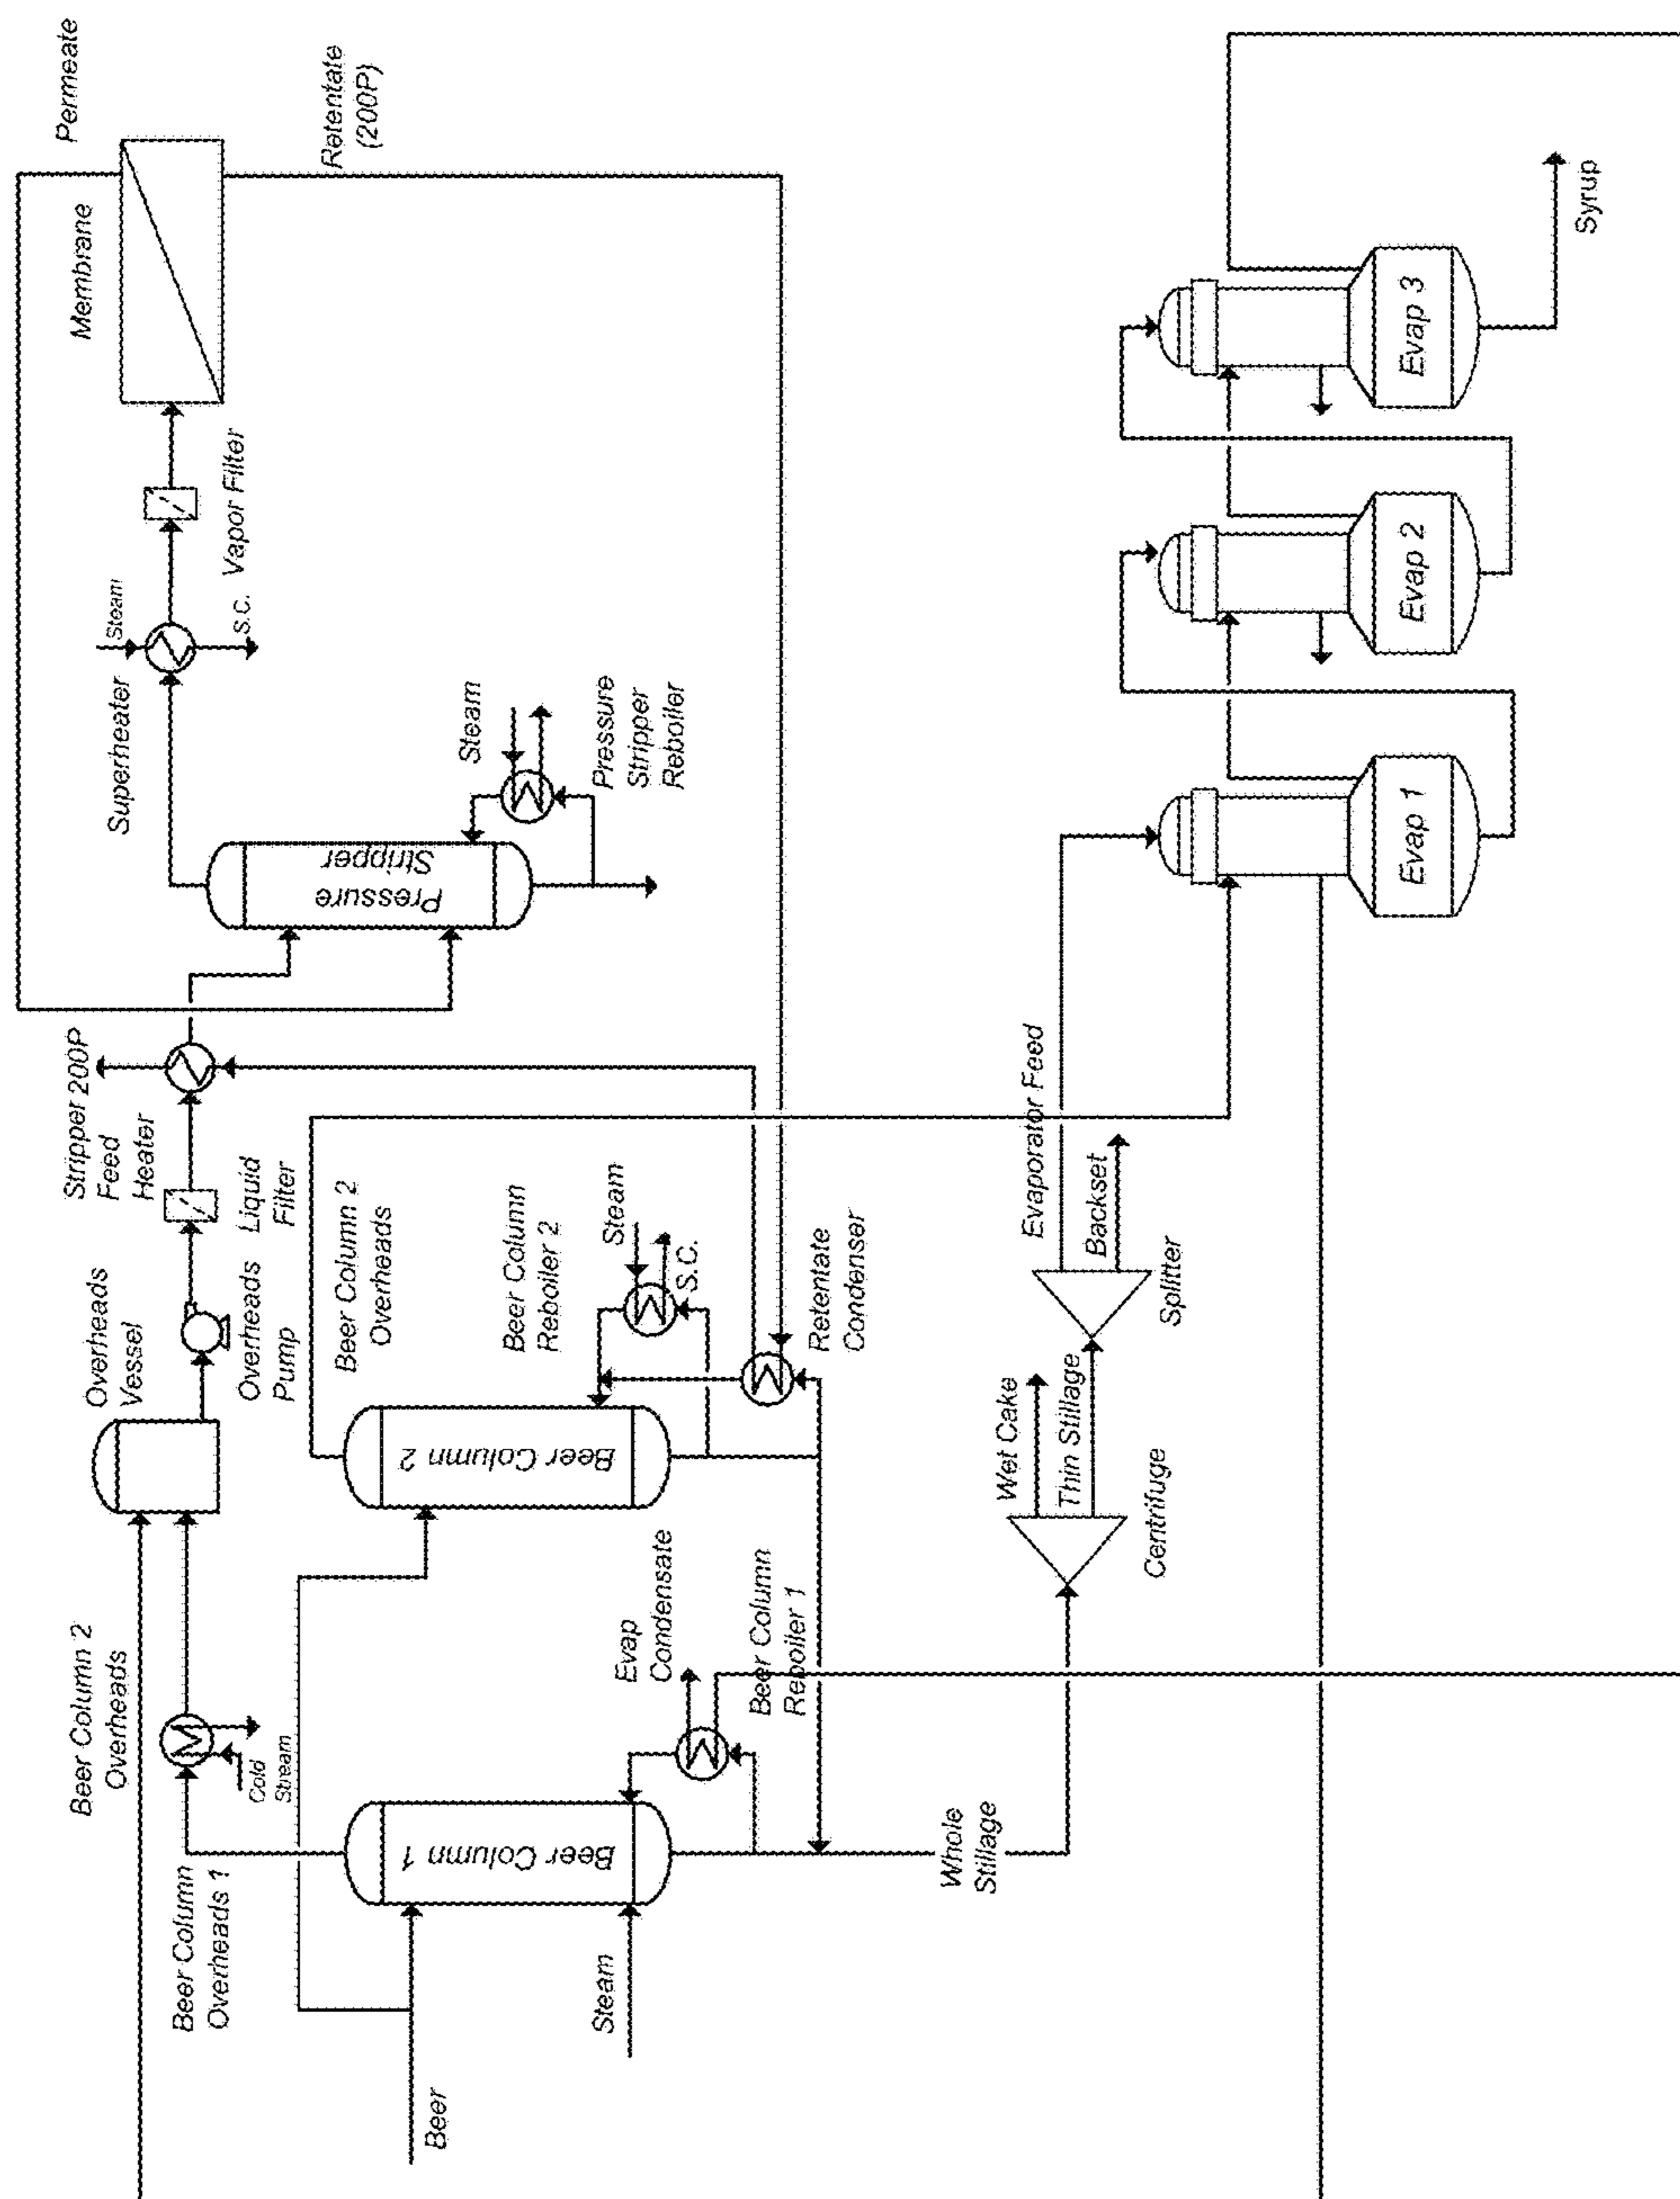 Permeate
Membrane
Retentate
(200P)
Steam
S.C.
Vapor Filter
Superheater
Steam
Pressure
Stripper
Reboiler
Pressure
Stripper
Stripper 200P
Feed
Heater
Liquid
Filter
Overheads
Vessel
Overheads
Pump
Beer Column 2
Overheads
Beer Column
Reboiler 2
Steam
S.C.
Retentate
Condenser
Beer Column 2
Beer Column 2
Overheads
Cold
Stream
Beer Column
Overheads 1
Beer Column 1
Evap
Condensate
Beer Column
Reboiler 1
Beer
Steam
Whole
Stillage
Centrifuge
Wet Cake
Thin Stillage
Splitter
Backset
Evaporator Feed
Evap 1
Evap 2
Evap 3
Syrup